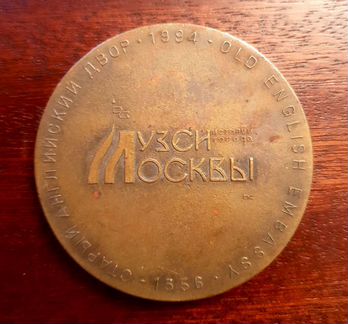 СТАРЫЙ АНГЛИЙСКИЙ ДВОР · 1994 · OLD ENGLISH EMBASSY · 1556 ·
МУЗЕИ
ИСТОРИИ
ГОРОДА
МОСКВЫ